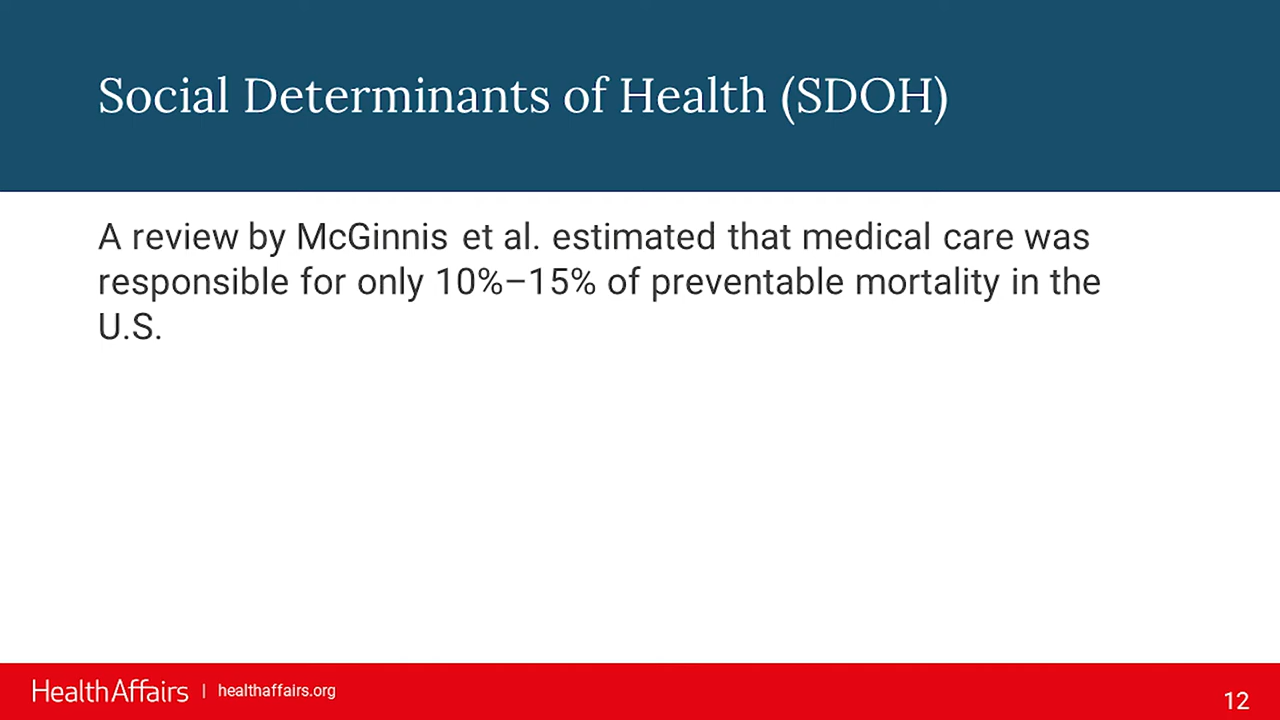 Social Determinants of Health (SDOH)
A review by McGinnis et al. estimated that medical care was
responsible for only 10%–15% of preventable mortality in the
U.S.
HealthAffairs | healthaffairs.org
12